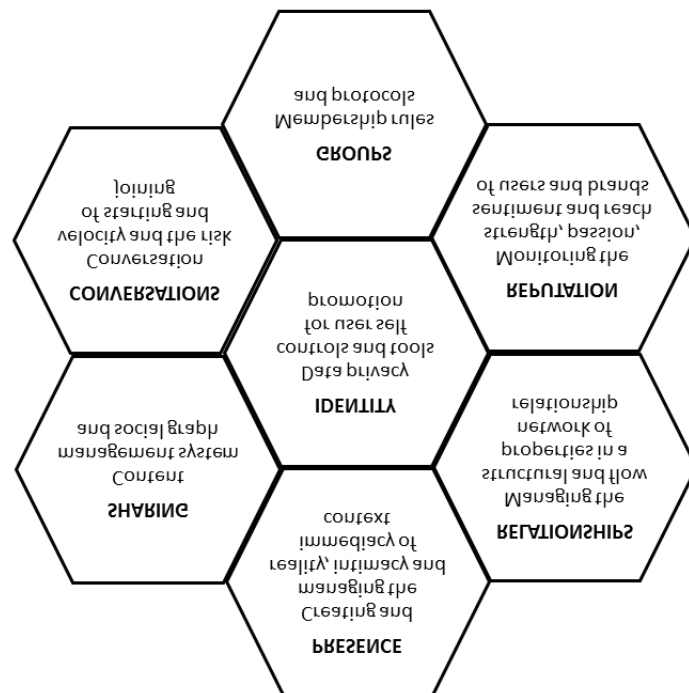 PRESENCE
Creating and
managing the
reality, intimacy and
immediacy of
context
SHARING
Content
management system
and social graph
RELATIONSHIPS
Managing the
structural and flow
properties in a
network of
relationship
IDENTITY
Data privacy
controls and tools
for user self
promotion
CONVERSATIONS
Conversation
velocity and the risk
of starting and
joining
REPUTATION
Monitoring the
strength, passion,
sentiment and reach
of users and brands
GROUPS
Membership rules
and protocols